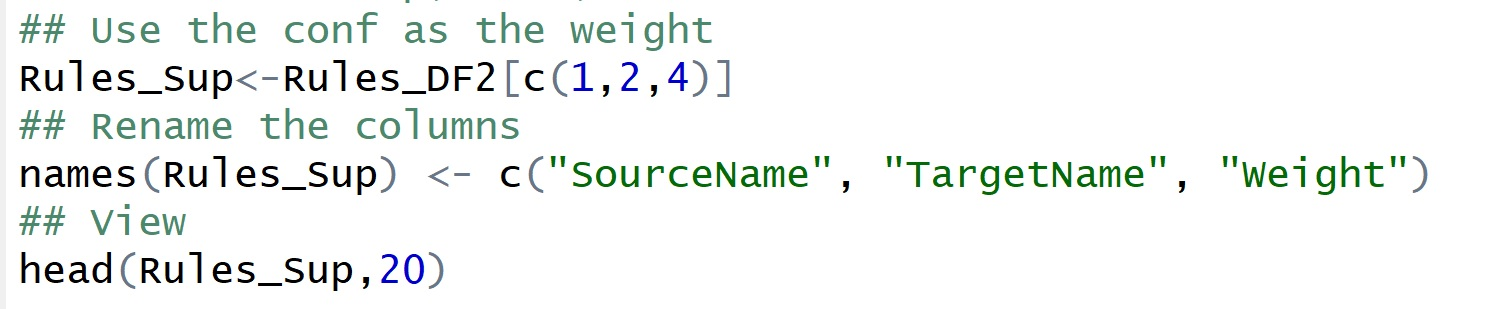 ## Use the conf as the weight
Rules_Sup<-Rules_DF2[c(1,2,4)]
## Rename the columns
names(Rules_Sup) <- c("SourceName", "TargetName", "Weight")
## View
head(Rules_Sup,20)